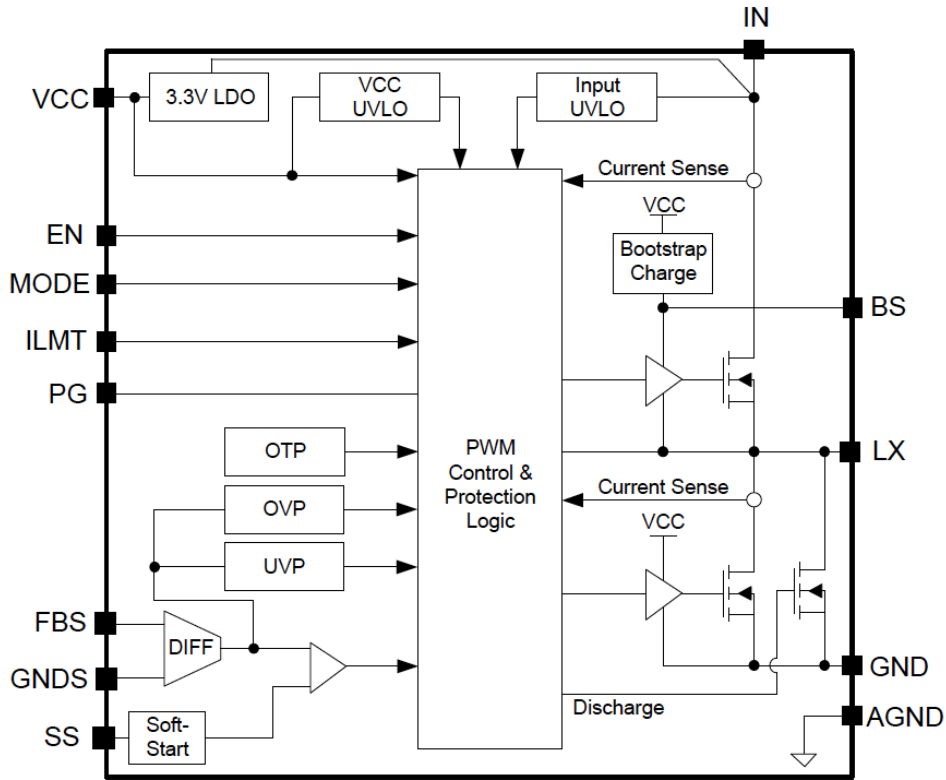 IN
VCC
3.3V LDO
VCC
UVLO
Input
UVLO
Current Sense
VCC
EN
Bootstrap
Charge
MODE
BS
ILMT
PG
OTP
PWM
Control &
Protection
Logic
LX
OVP
Current Sense
VCC
UVP
FBS
DIFF
GNDS
GND
Discharge
SS
Soft-
Start
AGND